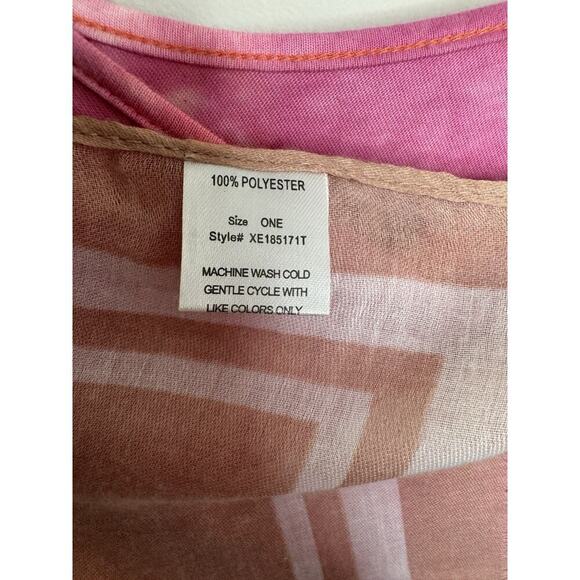 100% POLYESTER
Size ONE
Style# XE185171T
MACHINE WASH COLD
GENTLE CYCLE WITH
LIKE COLORS ONLY